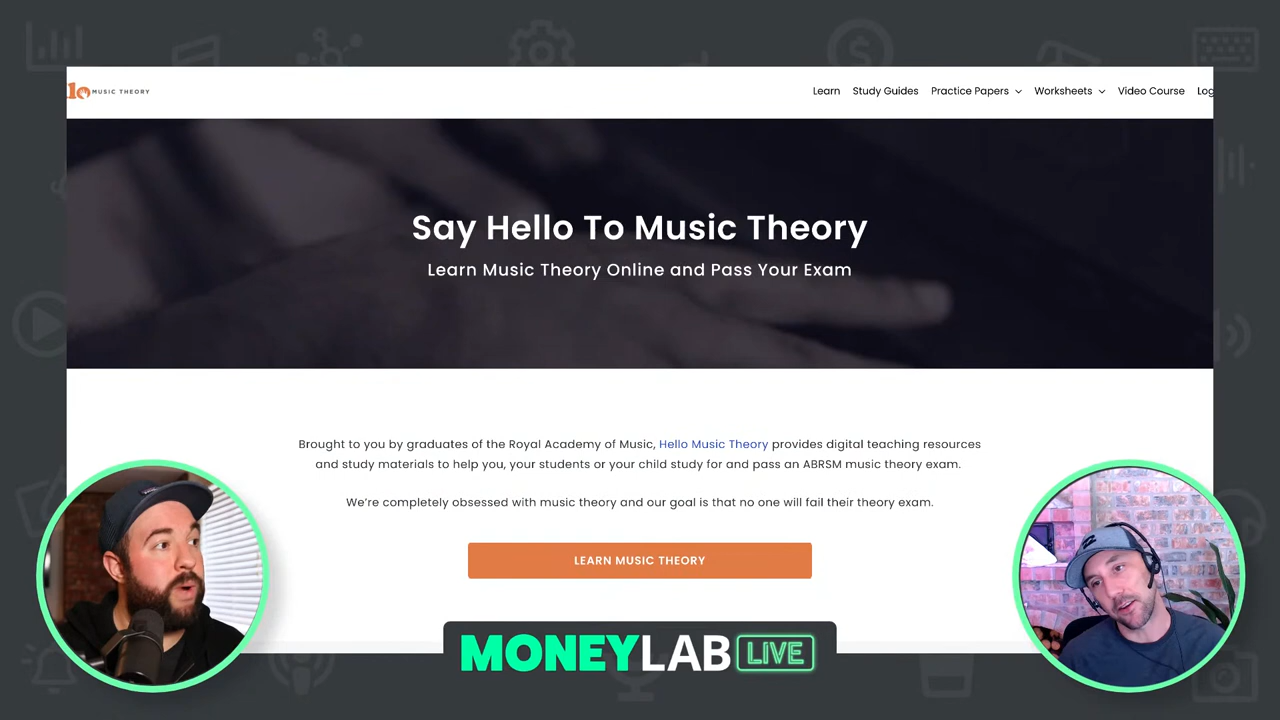 lo MUSIC THEORY
Learn Study Guides Practice Papers Worksheets Video Course Log
Say Hello To Music Theory
Learn Music Theory Online and Pass Your Exam
Brought to you by graduates of the Royal Academy of Music, Hello Music Theory provides digital teaching resources
and study materials to help you, your students or your child study for and pass an ABRSM music theory exam.
We're completely obsessed with music theory and our goal is that no one will fail their theory exam.
LEARN MUSIC THEORY
MONEYLAB LIVE